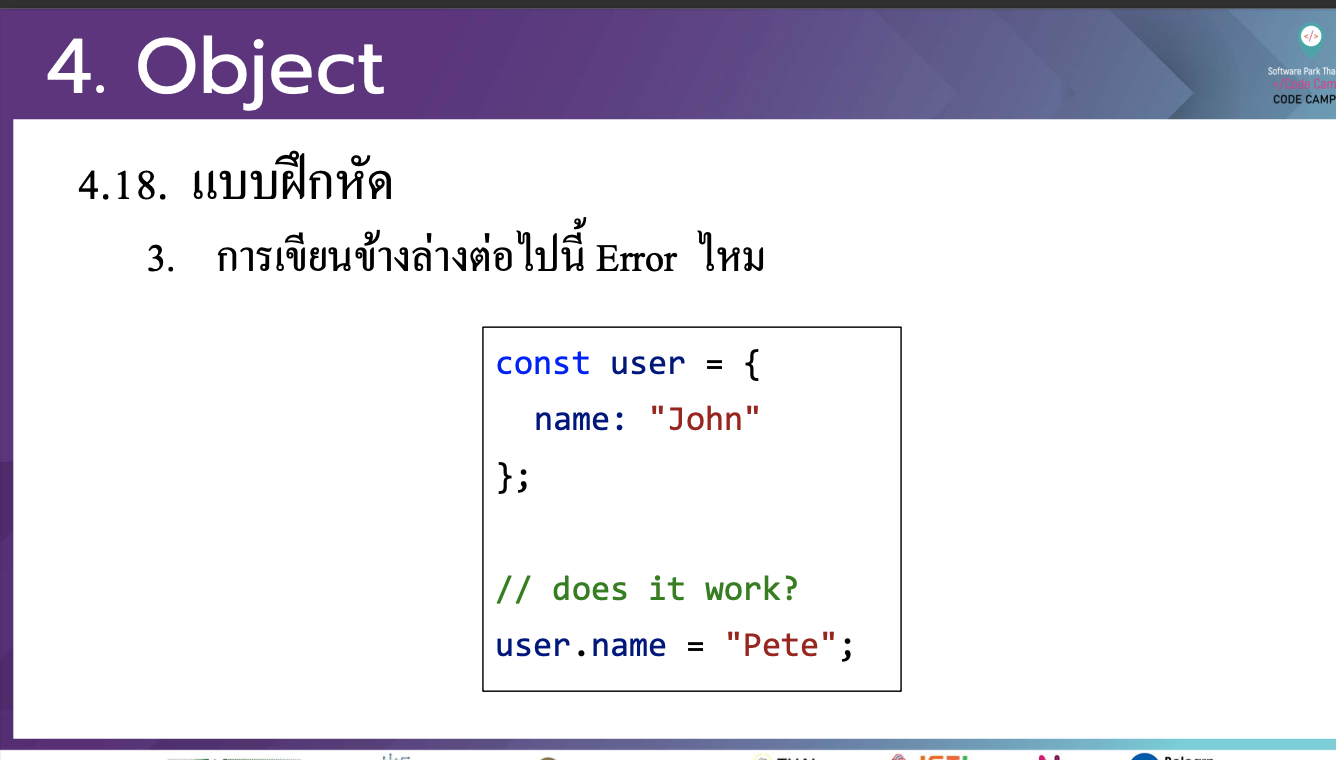 4. Object
</>
Software Park Tha
CODE CAMP
4.18. แบบฝึกหัด
3. การเขียนข้างล่างต่อไปนี้ Error ไหม
const user = {
name: "John"
};
// does it work?
user.name = "Pete";